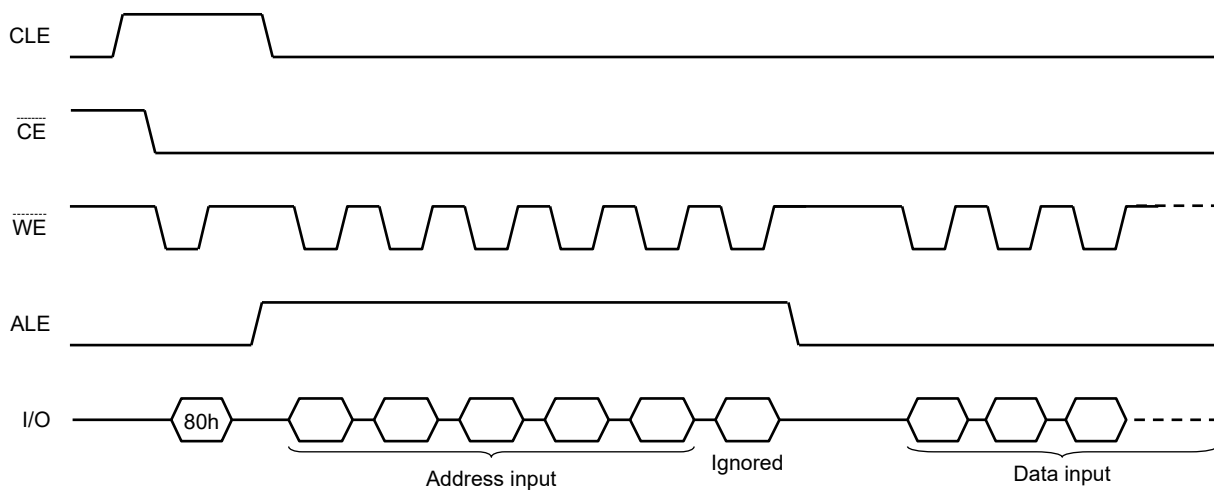 CLE
CE
WE
ALE
I/O
80h
Address input
Ignored
Data input